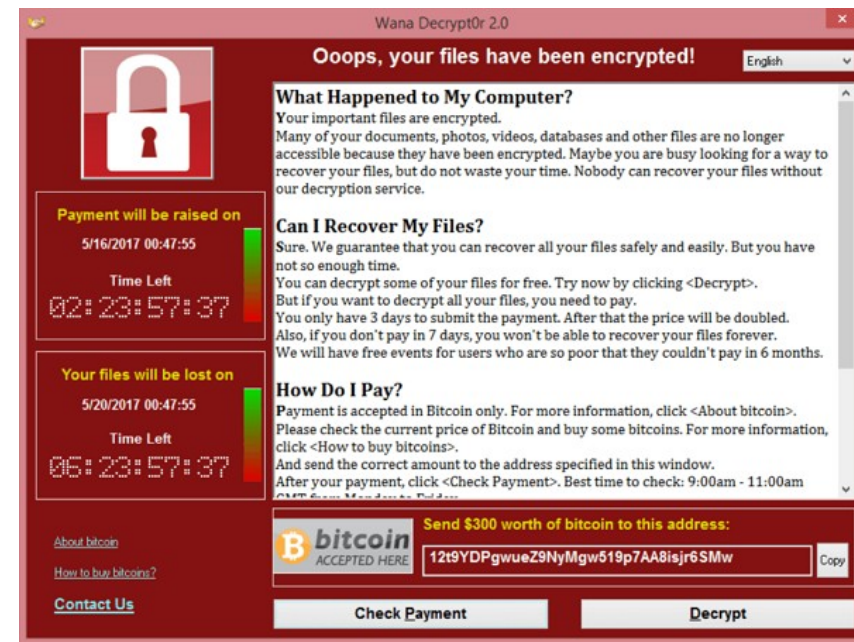 Wana Decrypt0r 2.0
Ooops, your files have been encrypted!
English
What Happened to My Computer?
Your important files are encrypted.
Many of your documents, photos, videos, databases and other files are no longer
accessible because they have been encrypted. Maybe you are busy looking for a way to
recover your files, but do not waste your time. Nobody can recover your files without
our decryption service.
Can I Recover My Files?
Sure. We guarantee that you can recover all your files safely and easily. But you have
not so enough time.
You can decrypt some of your files for free. Try now by clicking <Decrypt>.
But if you want to decrypt all your files, you need to pay.
You only have 3 days to submit the payment. After that the price will be doubled.
Also, if you don't pay in 7 days, you won't be able to recover your files forever.
We will have free events for users who are so poor that they couldn't pay in 6 months.
How Do I Pay?
Payment is accepted in Bitcoin only. For more information, click <About bitcoin>.
Please check the current price of Bitcoin and buy some bitcoins. For more information,
click <How to buy bitcoins>.
And send the correct amount to the address specified in this window.
After your payment, click <Check Payment>. Best time to check: 9:00am - 11:00am
GMT from Monday to Friday.
Payment will be raised on
5/16/2017 00:47:55
Time Left
02:23:57:37
Your files will be lost on
5/20/2017 00:47:55
Time Left
06:23:57:37
About bitcoin
How to buy bitcoins?
Contact Us
bitcoin
ACCEPTED HERE
Send $300 worth of bitcoin to this address:
12t9YDPgwueZ9NyMgw519p7AA8isjr6SMw
Copy
Check Payment
Decrypt